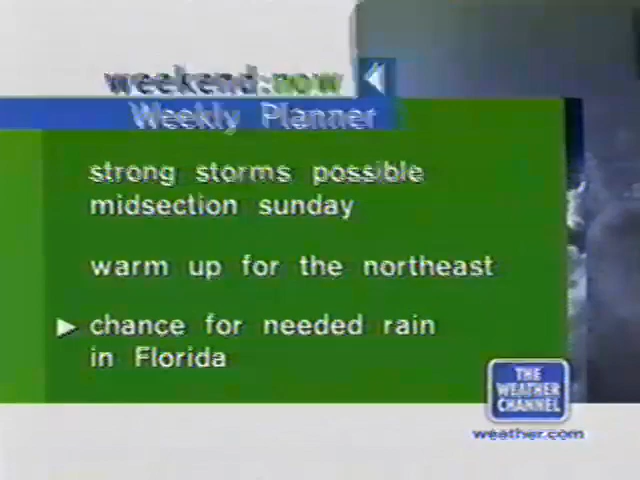 weekend:now
Weekly Planner
strong storms possible
midsection sunday
warm up for the northeast
chance for needed rain
in Florida
THE
WEATHER
CHANNEL
weather.com